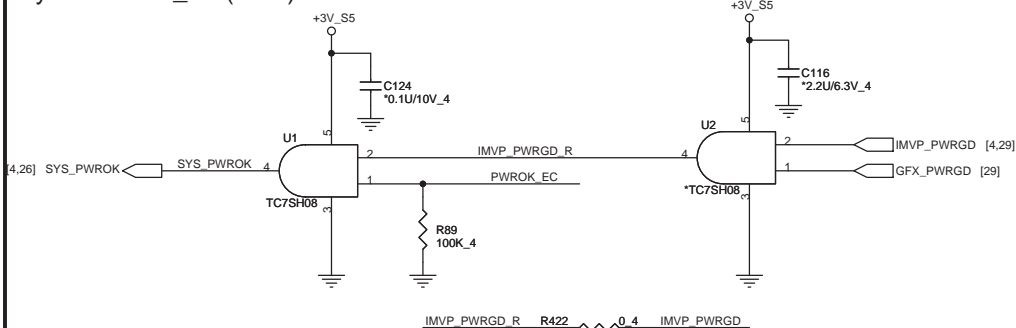 +3V_S5
+3V_S5
C124
*0.1U/10V_4
C116
*2.2U/6.3V_4
U1
5
U2
5
2
IMVP_PWRGD_R
4
2
IMVP_PWRGD [4,29]
[4,26] SYS_PWROK
SYS_PWROK
4
1
PWROK_EC
1
GFX_PWRGD [29]
TC7SH08
3
*TC7SH08
3
R89
100K_4
IMVP_PWRGD_R R422 0_4 IMVP_PWRGD